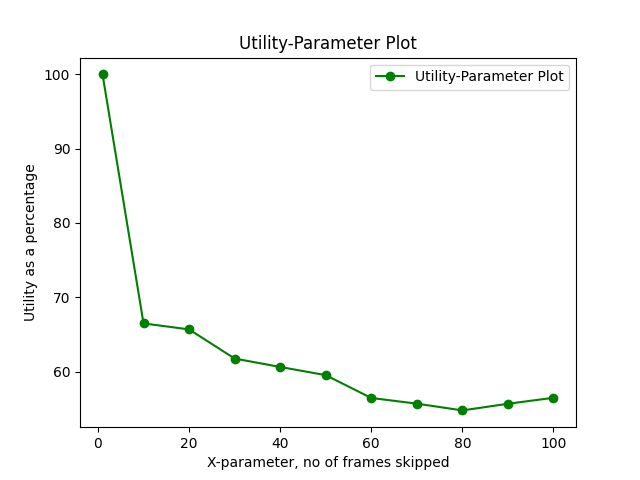 Utility-Parameter Plot
Utility-Parameter Plot
100
90
80
70
60
Utility as a percentage
0 20 40 60 80 100
X-parameter, no of frames skipped